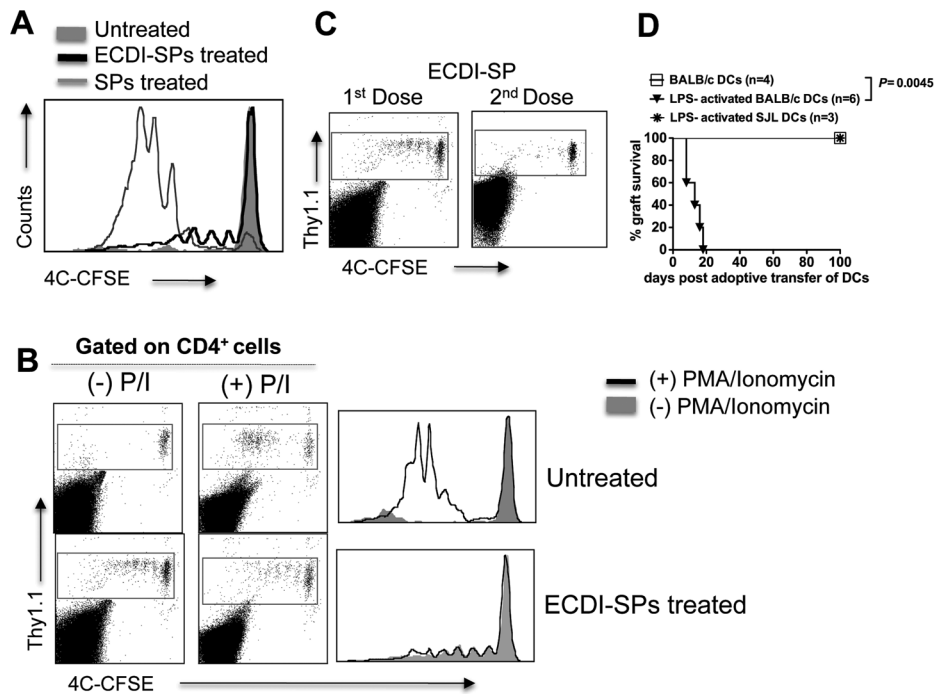 A
Untreated
ECDI-SPs treated
SPs treated
Counts
4C-CFSE
C
ECDI-SP
1st Dose
2nd Dose
Thy1.1
4C-CFSE
D
BALB/c DCs (n=4)
LPS- activated BALB/c DCs (n=6)
LPS- activated SJL DCs (n=3)
P= 0.0045
% graft survival
100
80
60
40
20
0
0 20 40 60 80 100
days post adoptive transfer of DCs
B
Gated on CD4+ cells
(-) P/I
(+) P/I
(+) PMA/Ionomycin
(-) PMA/Ionomycin
Untreated
ECDI-SPs treated
Thy1.1
4C-CFSE